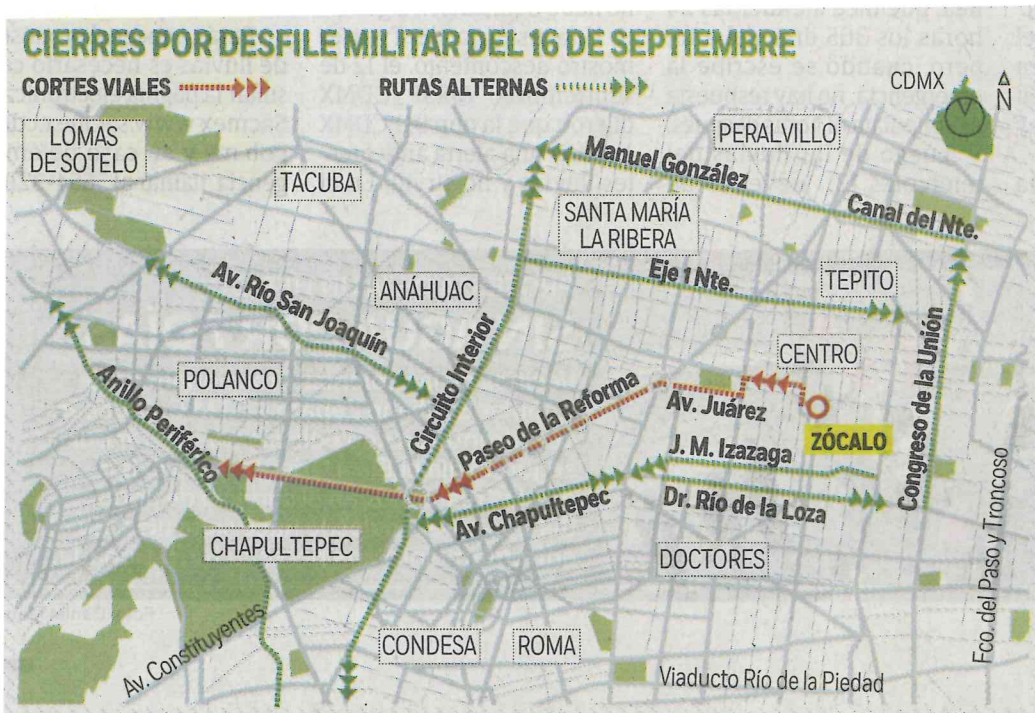 CIERRES POR DESFILE MILITAR DEL 16 DE SEPTIEMBRE
CORTES VIALES
RUTAS ALTERNAS
CDMX
N
LOMAS
DE SOTELO
TACUBA
PERALVILLO
Manuel González
SANTA MARÍA
LA RIBERA
Canal del Nte.
Av. Río San Joaquín
ANÁHUAC
Eje 1 Nte.
TEPITO
Circuito Interior
Congreso de la Unión
CENTRO
POLANCO
Anillo Periférico
Paseo de la Reforma
Av. Juárez
ZÓCALO
J. M. Izazaga
Av. Chapultepec
Dr. Río de la Loza
CHAPULTEPEC
DOCTORES
Fco. del Paso y Troncoso
Av. Constituyentes
CONDESA
ROMA
Viaducto Río de la Piedad